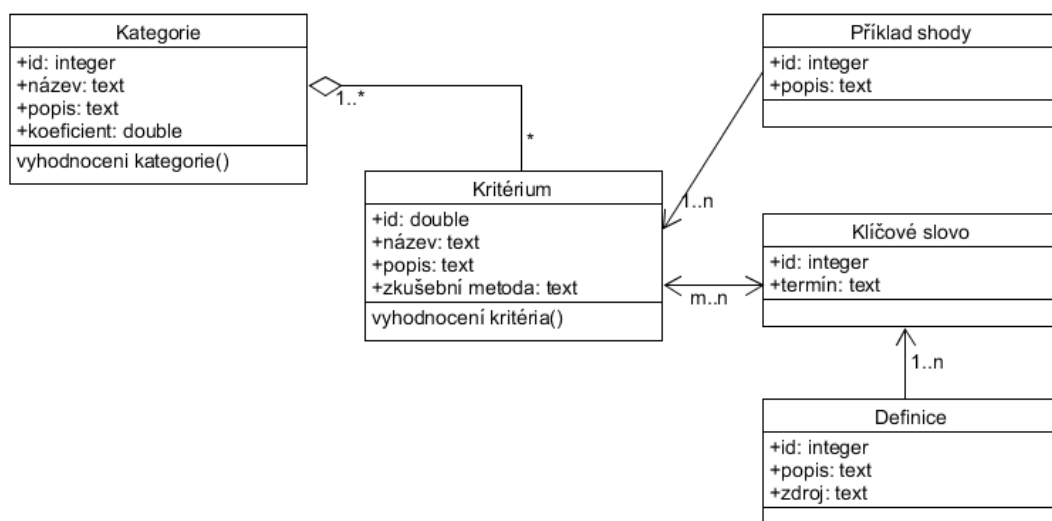 Kategorie
+id: integer
+název: text
+popis: text
+koeficient: double
vyhodnoceni kategorie()
1..*
*
Kritérium
+id: double
+název: text
+popis: text
+zkušební metoda: text
vyhodnocení kritéria()
Příklad shody
+id: integer
+popis: text
1..n
Klíčové slovo
+id: integer
+termín: text
m..n
1..n
Definice
+id: integer
+popis: text
+zdroj: text